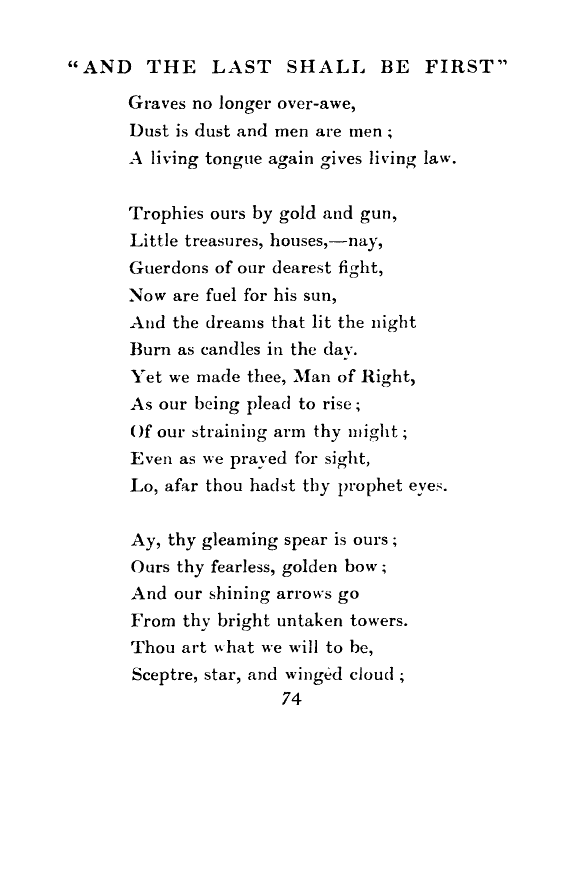 “AND THE LAST SHALL BE FIRST”
Graves no longer over-awe,
Dust is dust and men are men ;
A living tongue again gives living law.
Trophies ours by gold and gun,
Little treasures, houses,—nay,
Guerdons of our dearest fight,
Now are fuel for his sun,
And the dreams that lit the night
Burn as candles in the day.
Yet we made thee, Man of Right,
As our being plead to rise ;
Of our straining arm thy might ;
Even as we prayed for sight,
Lo, afar thou hadst thy prophet eyes.
Ay, thy gleaming spear is ours ;
Ours thy fearless, golden bow ;
And our shining arrows go
From thy bright untaken towers.
Thou art what we will to be,
Sceptre, star, and wingèd cloud ;
74